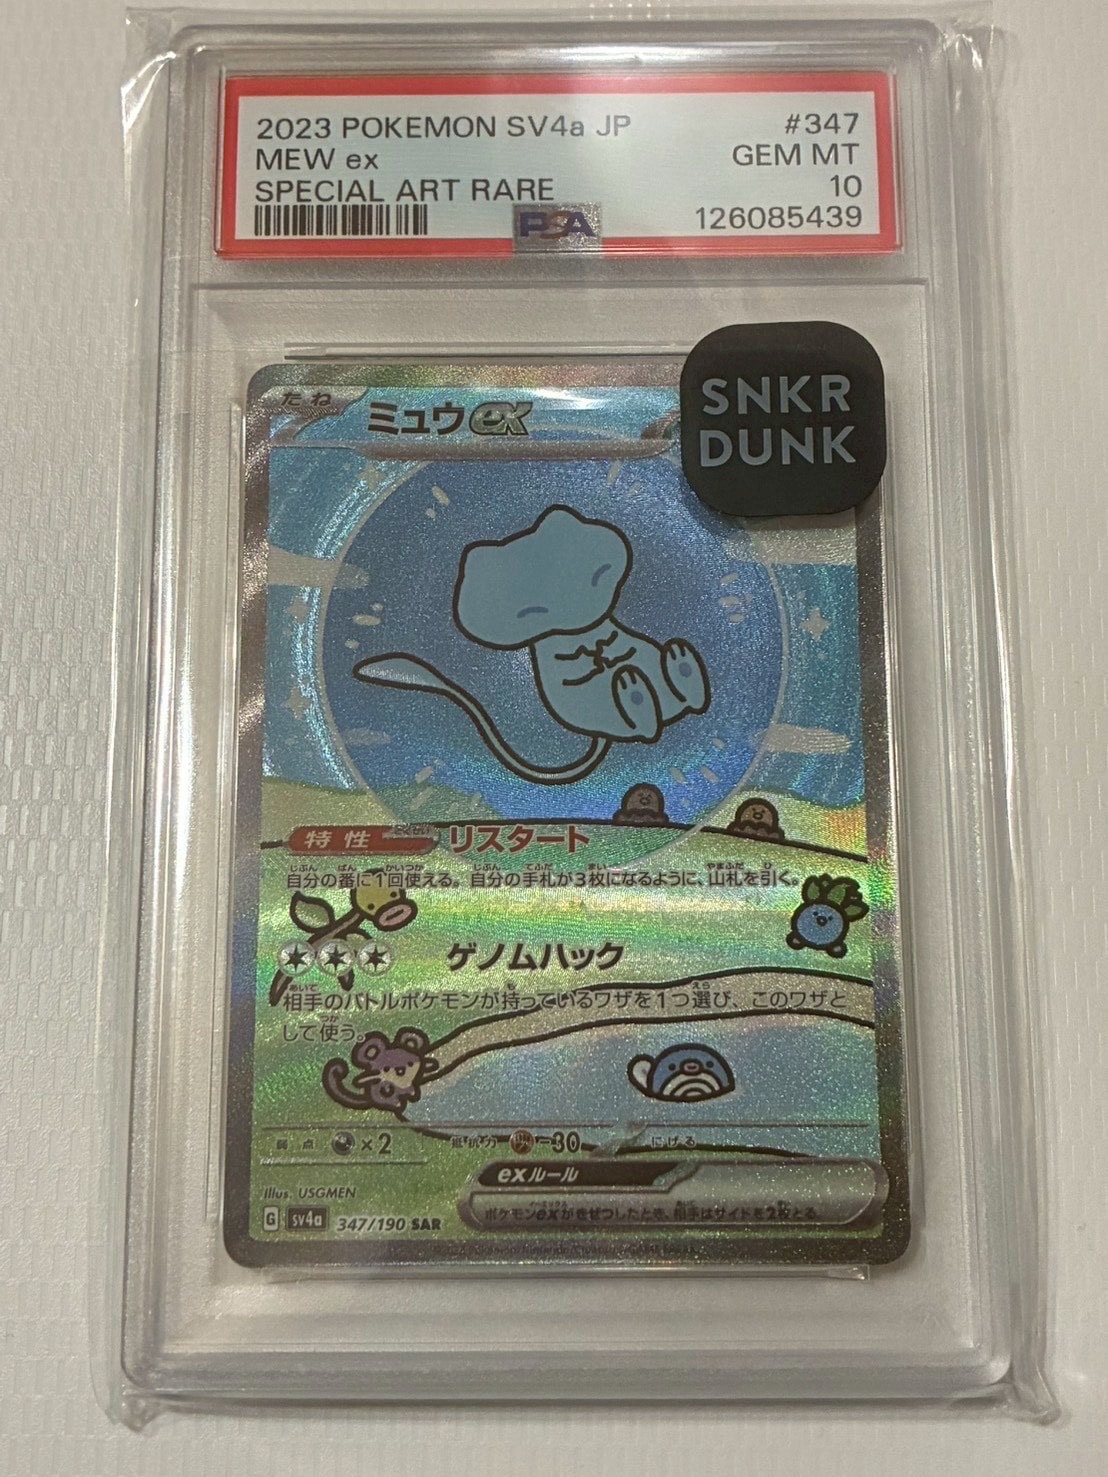 2023 POKEMON SV4a JP #347
MEW ex GEM MT
SPECIAL ART RARE 10
PSA 126085439
SNKR
DUNK
たね ミュウex
特性 リスタート
自分の番に1回使える。自分の手札が3枚になるように、山札を引く。
ゲノムハック
相手のバトルポケモンが持っているワザを1つ選び、このワザと
して使う。
弱点 ×2 抵抗力 -30 にげる
exルール
ポケモンexがきぜつしたとき、相手はサイドを2枚とる。
Illus. USGMEN
G sv4a 347/190 SAR